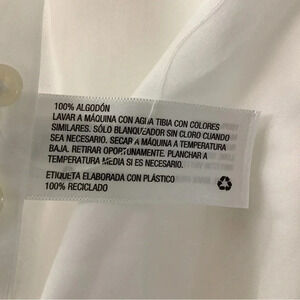 100% ALGODÓN
LAVAR A MÁQUINA CON AGUA TIBIA CON COLORES
SIMILARES. SÓLO BLANQUEADOR SIN CLORO CUANDO
SEA NECESARIO. SECAR A MÁQUINA A TEMPERATURA
BAJA. RETIRAR OPORTUNAMENTE. PLANCHAR A
TEMPERATURA MEDIA SI ES NECESARIO.
ETIQUETA ELABORADA CON PLÁSTICO
100% RECICLADO